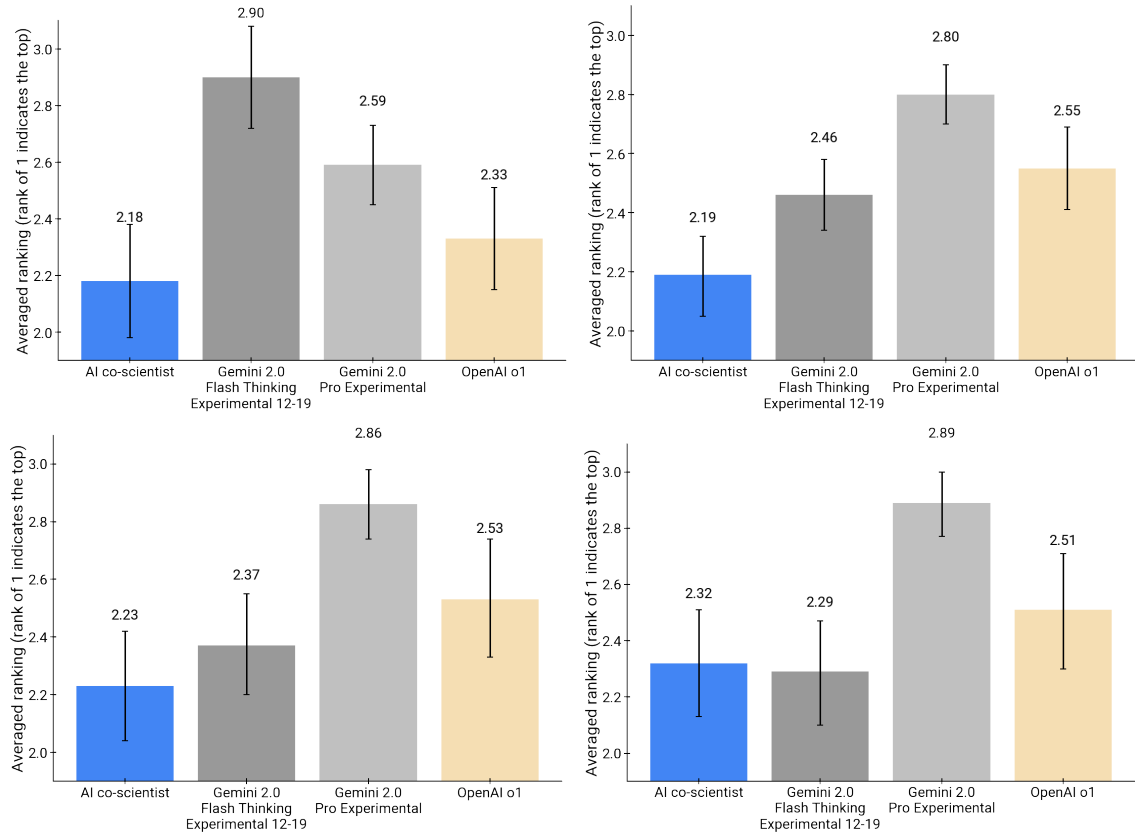 Averaged ranking (rank of 1 indicates the top)
3.0
2.8
2.6
2.4
2.2
2.0
2.18
2.90
2.59
2.33
AI co-scientist
Gemini 2.0
Flash Thinking
Experimental 12-19
Gemini 2.0
Pro Experimental
OpenAI o1
Averaged ranking (rank of 1 indicates the top)
3.0
2.8
2.6
2.4
2.2
2.0
2.19
2.46
2.80
2.55
AI co-scientist
Gemini 2.0
Flash Thinking
Experimental 12-19
Gemini 2.0
Pro Experimental
OpenAI o1
Averaged ranking (rank of 1 indicates the top)
3.0
2.8
2.6
2.4
2.2
2.0
2.23
2.37
2.86
2.53
AI co-scientist
Gemini 2.0
Flash Thinking
Experimental 12-19
Gemini 2.0
Pro Experimental
OpenAI o1
Averaged ranking (rank of 1 indicates the top)
3.0
2.8
2.6
2.4
2.2
2.0
2.32
2.29
2.89
2.51
AI co-scientist
Gemini 2.0
Flash Thinking
Experimental 12-19
Gemini 2.0
Pro Experimental
OpenAI o1